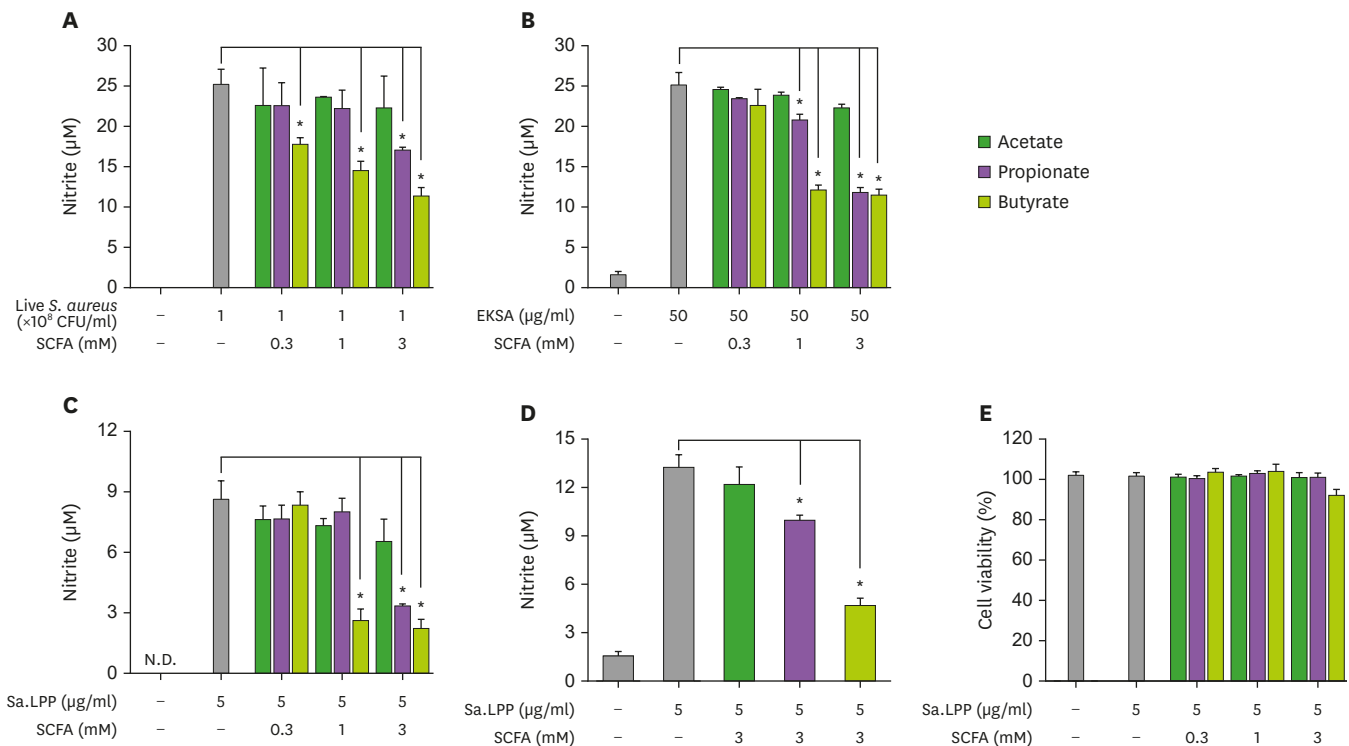 A
30
25
20
15
10
5
0
Nitrite (µM)
* * * *
Live S. aureus
(×10⁸ CFU/ml)
– 1 1 1 1
SCFA (mM) – – 0.3 1 3
B
30
25
20
15
10
5
0
Nitrite (µM)
* * * *
EKSA (µg/ml) – 50 50 50 50
SCFA (mM) – – 0.3 1 3
Acetate
Propionate
Butyrate
C
12
9
6
3
0
Nitrite (µM)
N.D.
* * *
Sa.LPP (µg/ml) – 5 5 5 5
SCFA (mM) – – 0.3 1 3
D
15
12
9
6
3
0
Nitrite (µM)
* *
Sa.LPP (µg/ml) – 5 5 5 5
SCFA (mM) – – 3 3 3
E
120
100
80
60
40
20
0
Cell viability (%)
Sa.LPP (µg/ml) – 5 5 5 5
SCFA (mM) – – 0.3 1 3